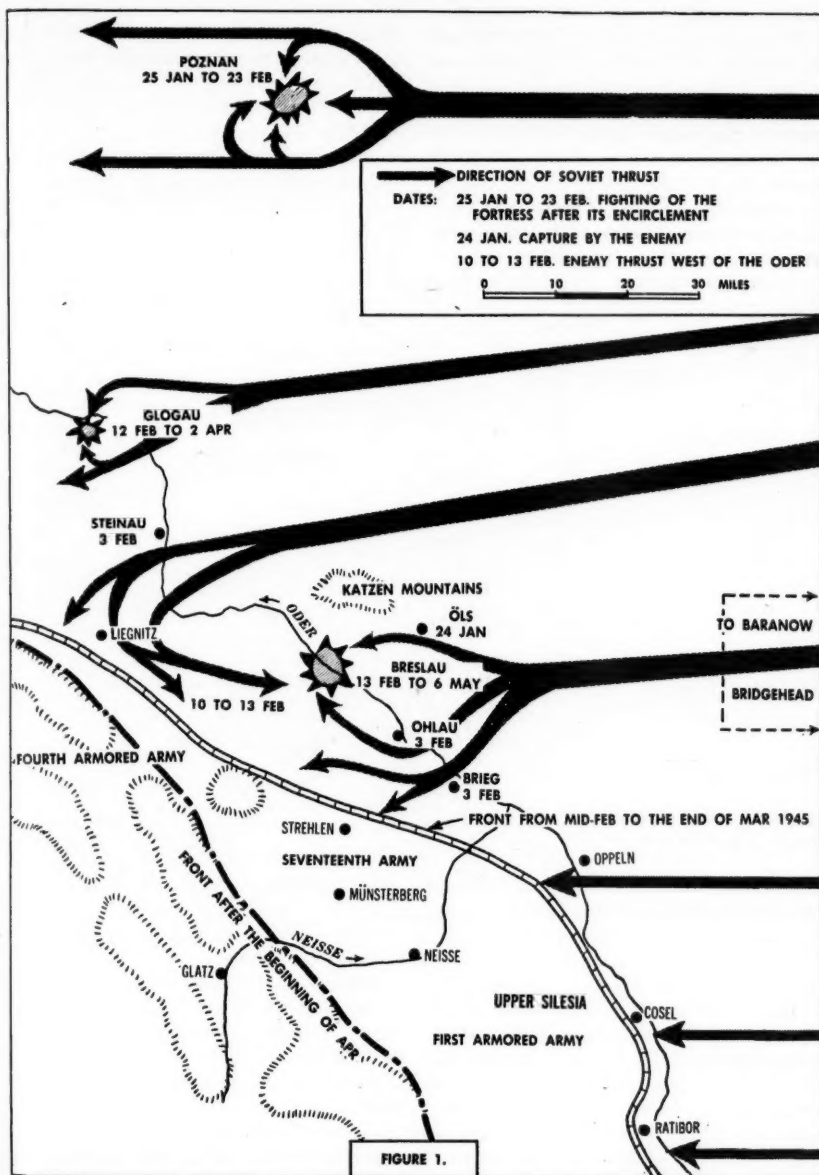 POZNAN
25 JAN TO 23 FEB
DIRECTION OF SOVIET THRUST
DATES: 25 JAN TO 23 FEB. FIGHTING OF THE
FORTRESS AFTER ITS ENCIRCLEMENT
24 JAN. CAPTURE BY THE ENEMY
10 TO 13 FEB. ENEMY THRUST WEST OF THE ODER
0 10 20 30 MILES
GLOGAU
12 FEB TO 2 APR
STEINAU
3 FEB
KATZEN MOUNTAINS
ODER
ÖLS
24 JAN
TO BARANOW
BRIDGEHEAD
LIEGNITZ
BRESLAU
13 FEB TO 6 MAY
10 TO 13 FEB
OHLAU
3 FEB
FOURTH ARMORED ARMY
BRIEG
3 FEB
FRONT FROM MID-FEB TO THE END OF MAR 1945
STREHLEN
SEVENTEENTH ARMY
OPPELN
MÜNSTERBERG
FRONT AFTER THE BEGINNING OF APR
NEISSE
NEISSE
GLATZ
UPPER SILESIA
COSEL
FIRST ARMORED ARMY
RATIBOR
FIGURE 1.